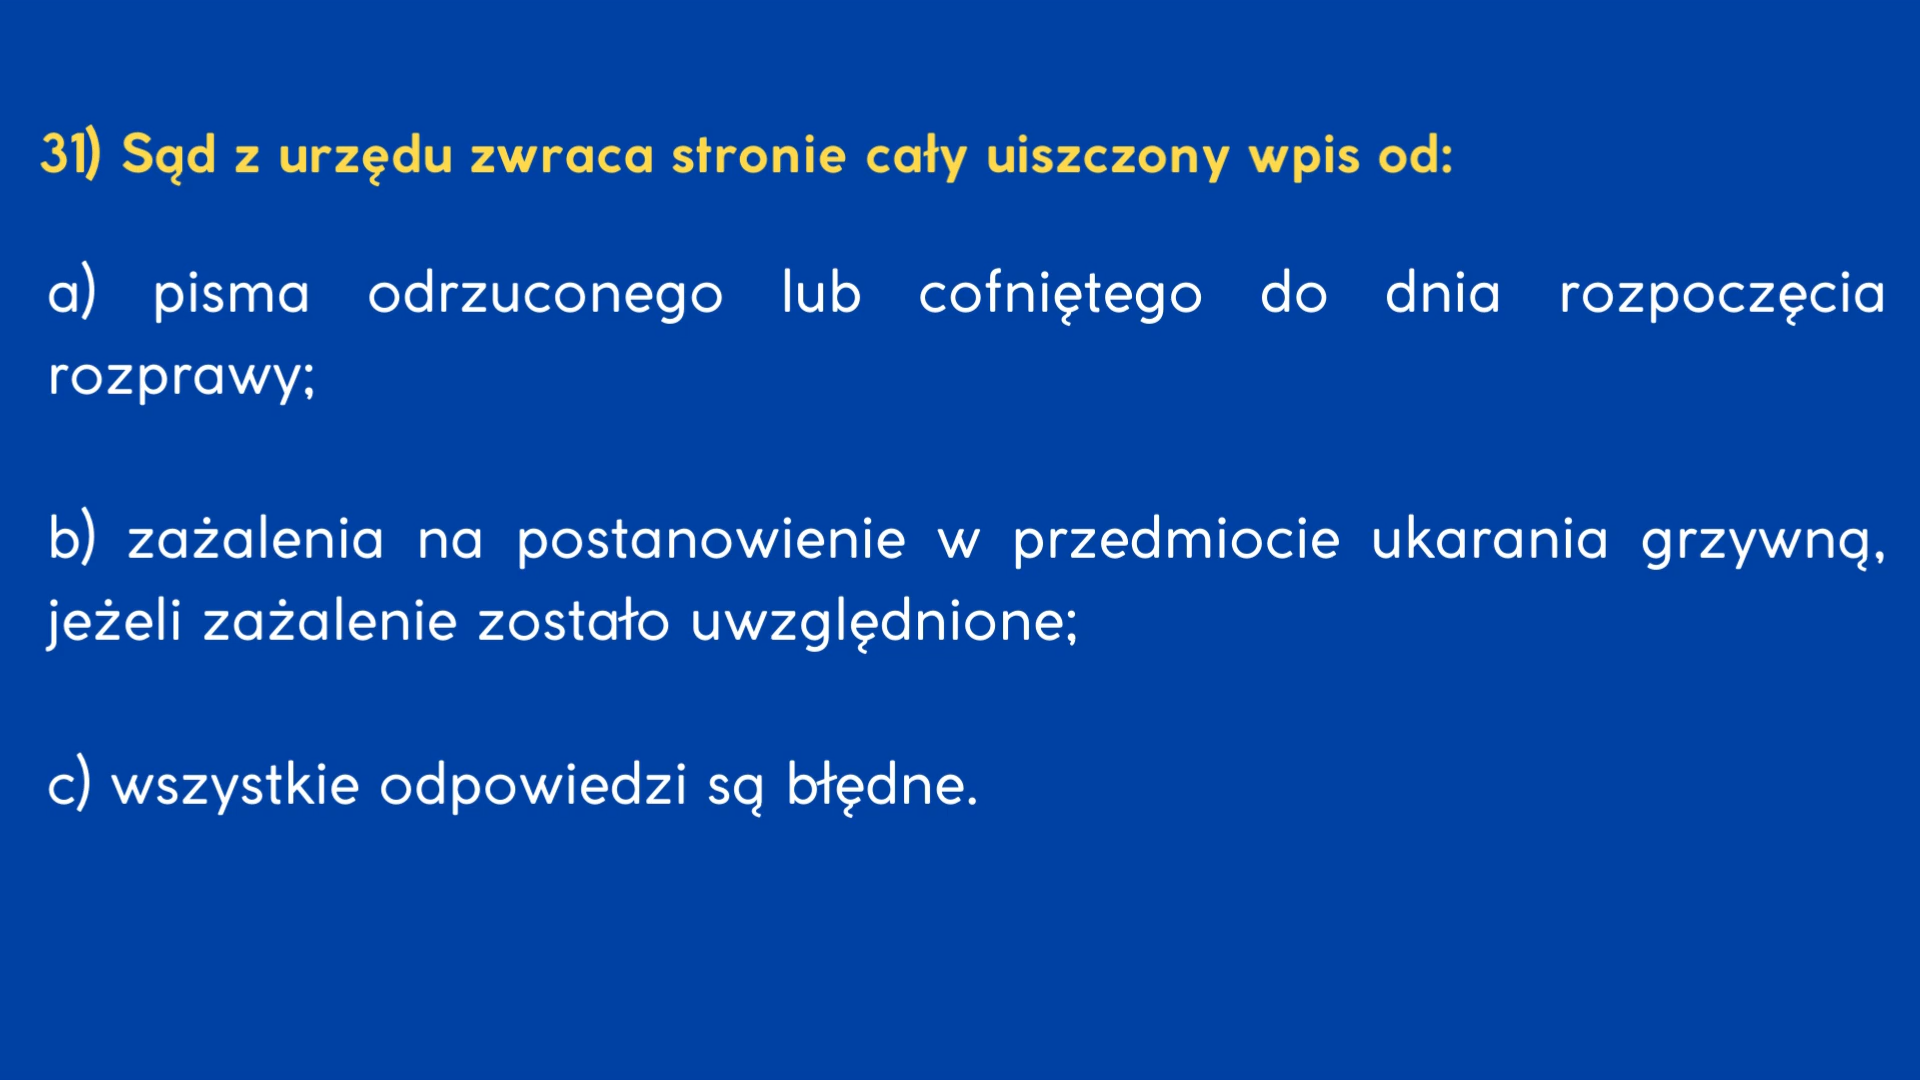 31) Sąd z urzędu zwraca stronie cały uiszczony wpis od:
a) pisma odrzuconego lub cofniętego do dnia rozpoczęcia
rozprawy;
b) zażalenia na postanowienie w przedmiocie ukarania grzywną,
jeżeli zażalenie zostało uwzględnione;
c) wszystkie odpowiedzi są błędne.